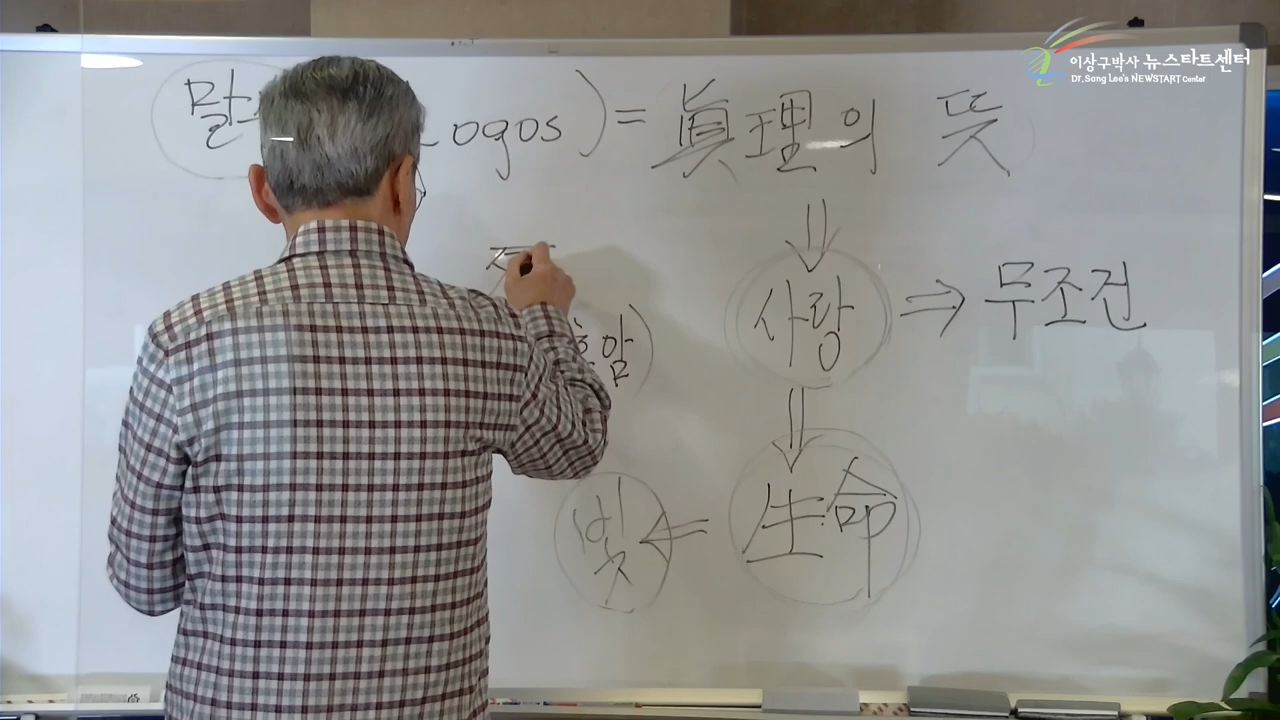 이상구박사 뉴스타트센터
Dr. Sang Lee's NEWSTART Center
ogos ) = 眞理의 뜻
⇓
사랑 ⇒ 무조건
암)
⇓
빛 ⇐ 生命